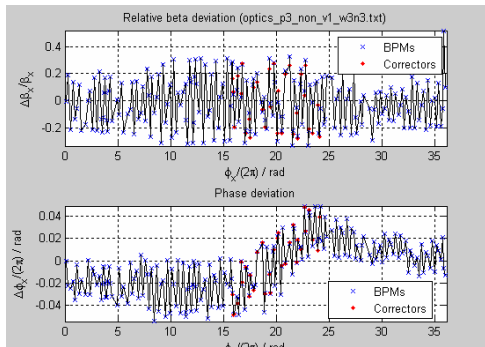 Relative beta deviation (optics_p3_non_v1_w3n3.txt)
0.4
0.2
0
-0.2
Δβx/βx
BPMs
Correctors
0 5 10 15 20 25 30 35
ϕx/(2π) / rad
Phase deviation
0.04
0.02
0
-0.02
-0.04
Δϕx/(2π) / rad
BPMs
Correctors
0 5 10 15 20 25 30 35